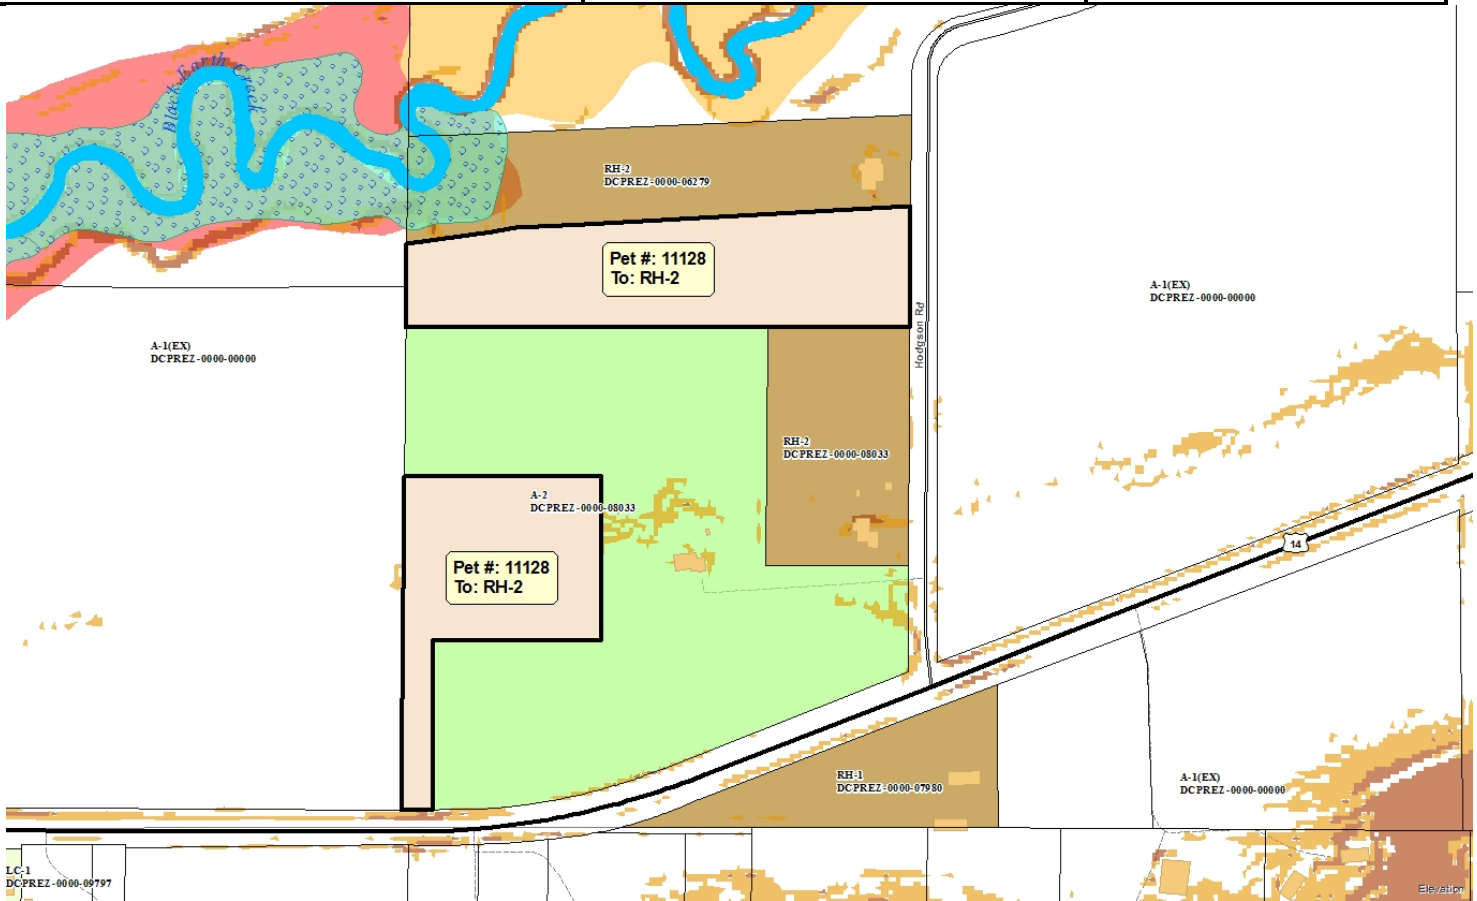 Black Earth Creek
RH-2
DCPREZ-0000-06279
Pet #: 11128
To: RH-2
A-1(EX)
DCPREZ-0000-00000
Hodgson Rd
A-1(EX)
DCPREZ-0000-00000
RH-2
DCPREZ-0000-08033
A-2
DCPREZ-0000-08033
14
Pet #: 11128
To: RH-2
RH-1
DCPREZ-0000-07980
A-1(EX)
DCPREZ-0000-00000
LC-1
DCPREZ-0000-09797
Elevation